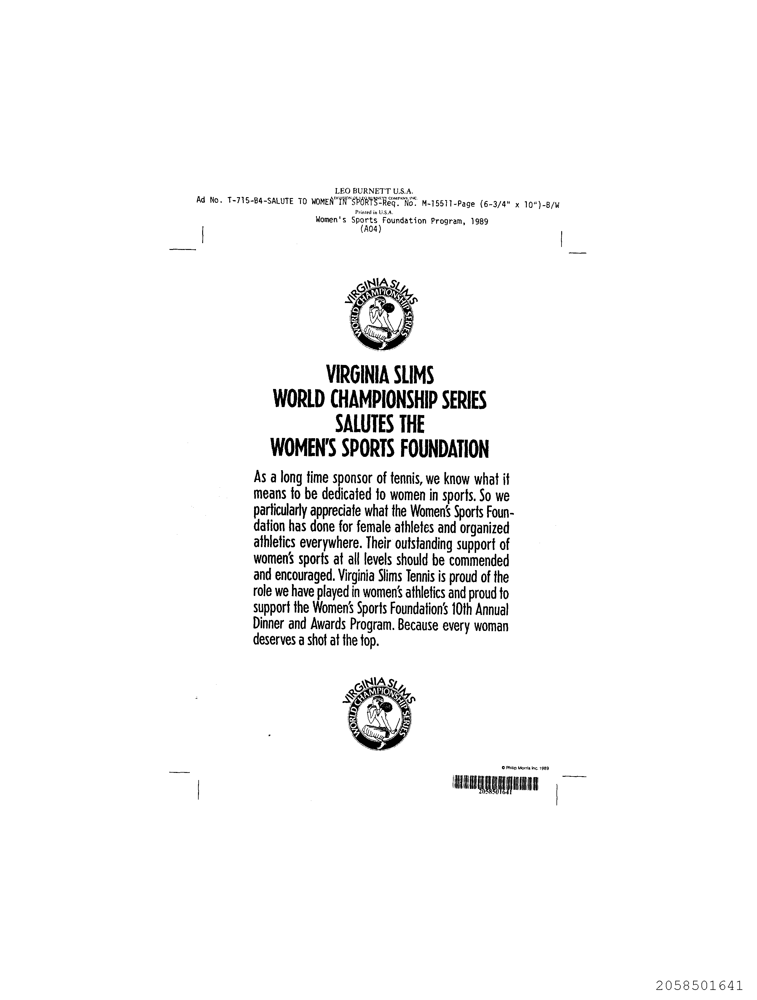 LEO BURNETT U.S.A.
Ad No. T-715-B4-SALUTE TO WOMEN IN SPORTS-Req. No. M-15511-Page (6-3/4" x 10")-B/W
Printed in U.S.A.
Women's Sports Foundation Program, 1989
(A04)
VIRGINIA SLIMS
WORLD CHAMPIONSHIP SERIES
VIRGINIA SLIMS
WORLD CHAMPIONSHIP SERIES
SALUTES THE
WOMEN'S SPORTS FOUNDATION
As a long time sponsor of tennis, we know what it
means to be dedicated to women in sports. So we
particularly appreciate what the Women's Sports Foun-
dation has done for female athletes and organized
athletics everywhere. Their outstanding support of
women's sports at all levels should be commended
and encouraged. Virginia Slims Tennis is proud of the
role we have played in women's athletics and proud to
support the Women's Sports Foundation's 10th Annual
Dinner and Awards Program. Because every woman
deserves a shot at the top.
VIRGINIA SLIMS
WORLD CHAMPIONSHIP SERIES
© Philip Morris Inc. 1989
2058501641
2058501641